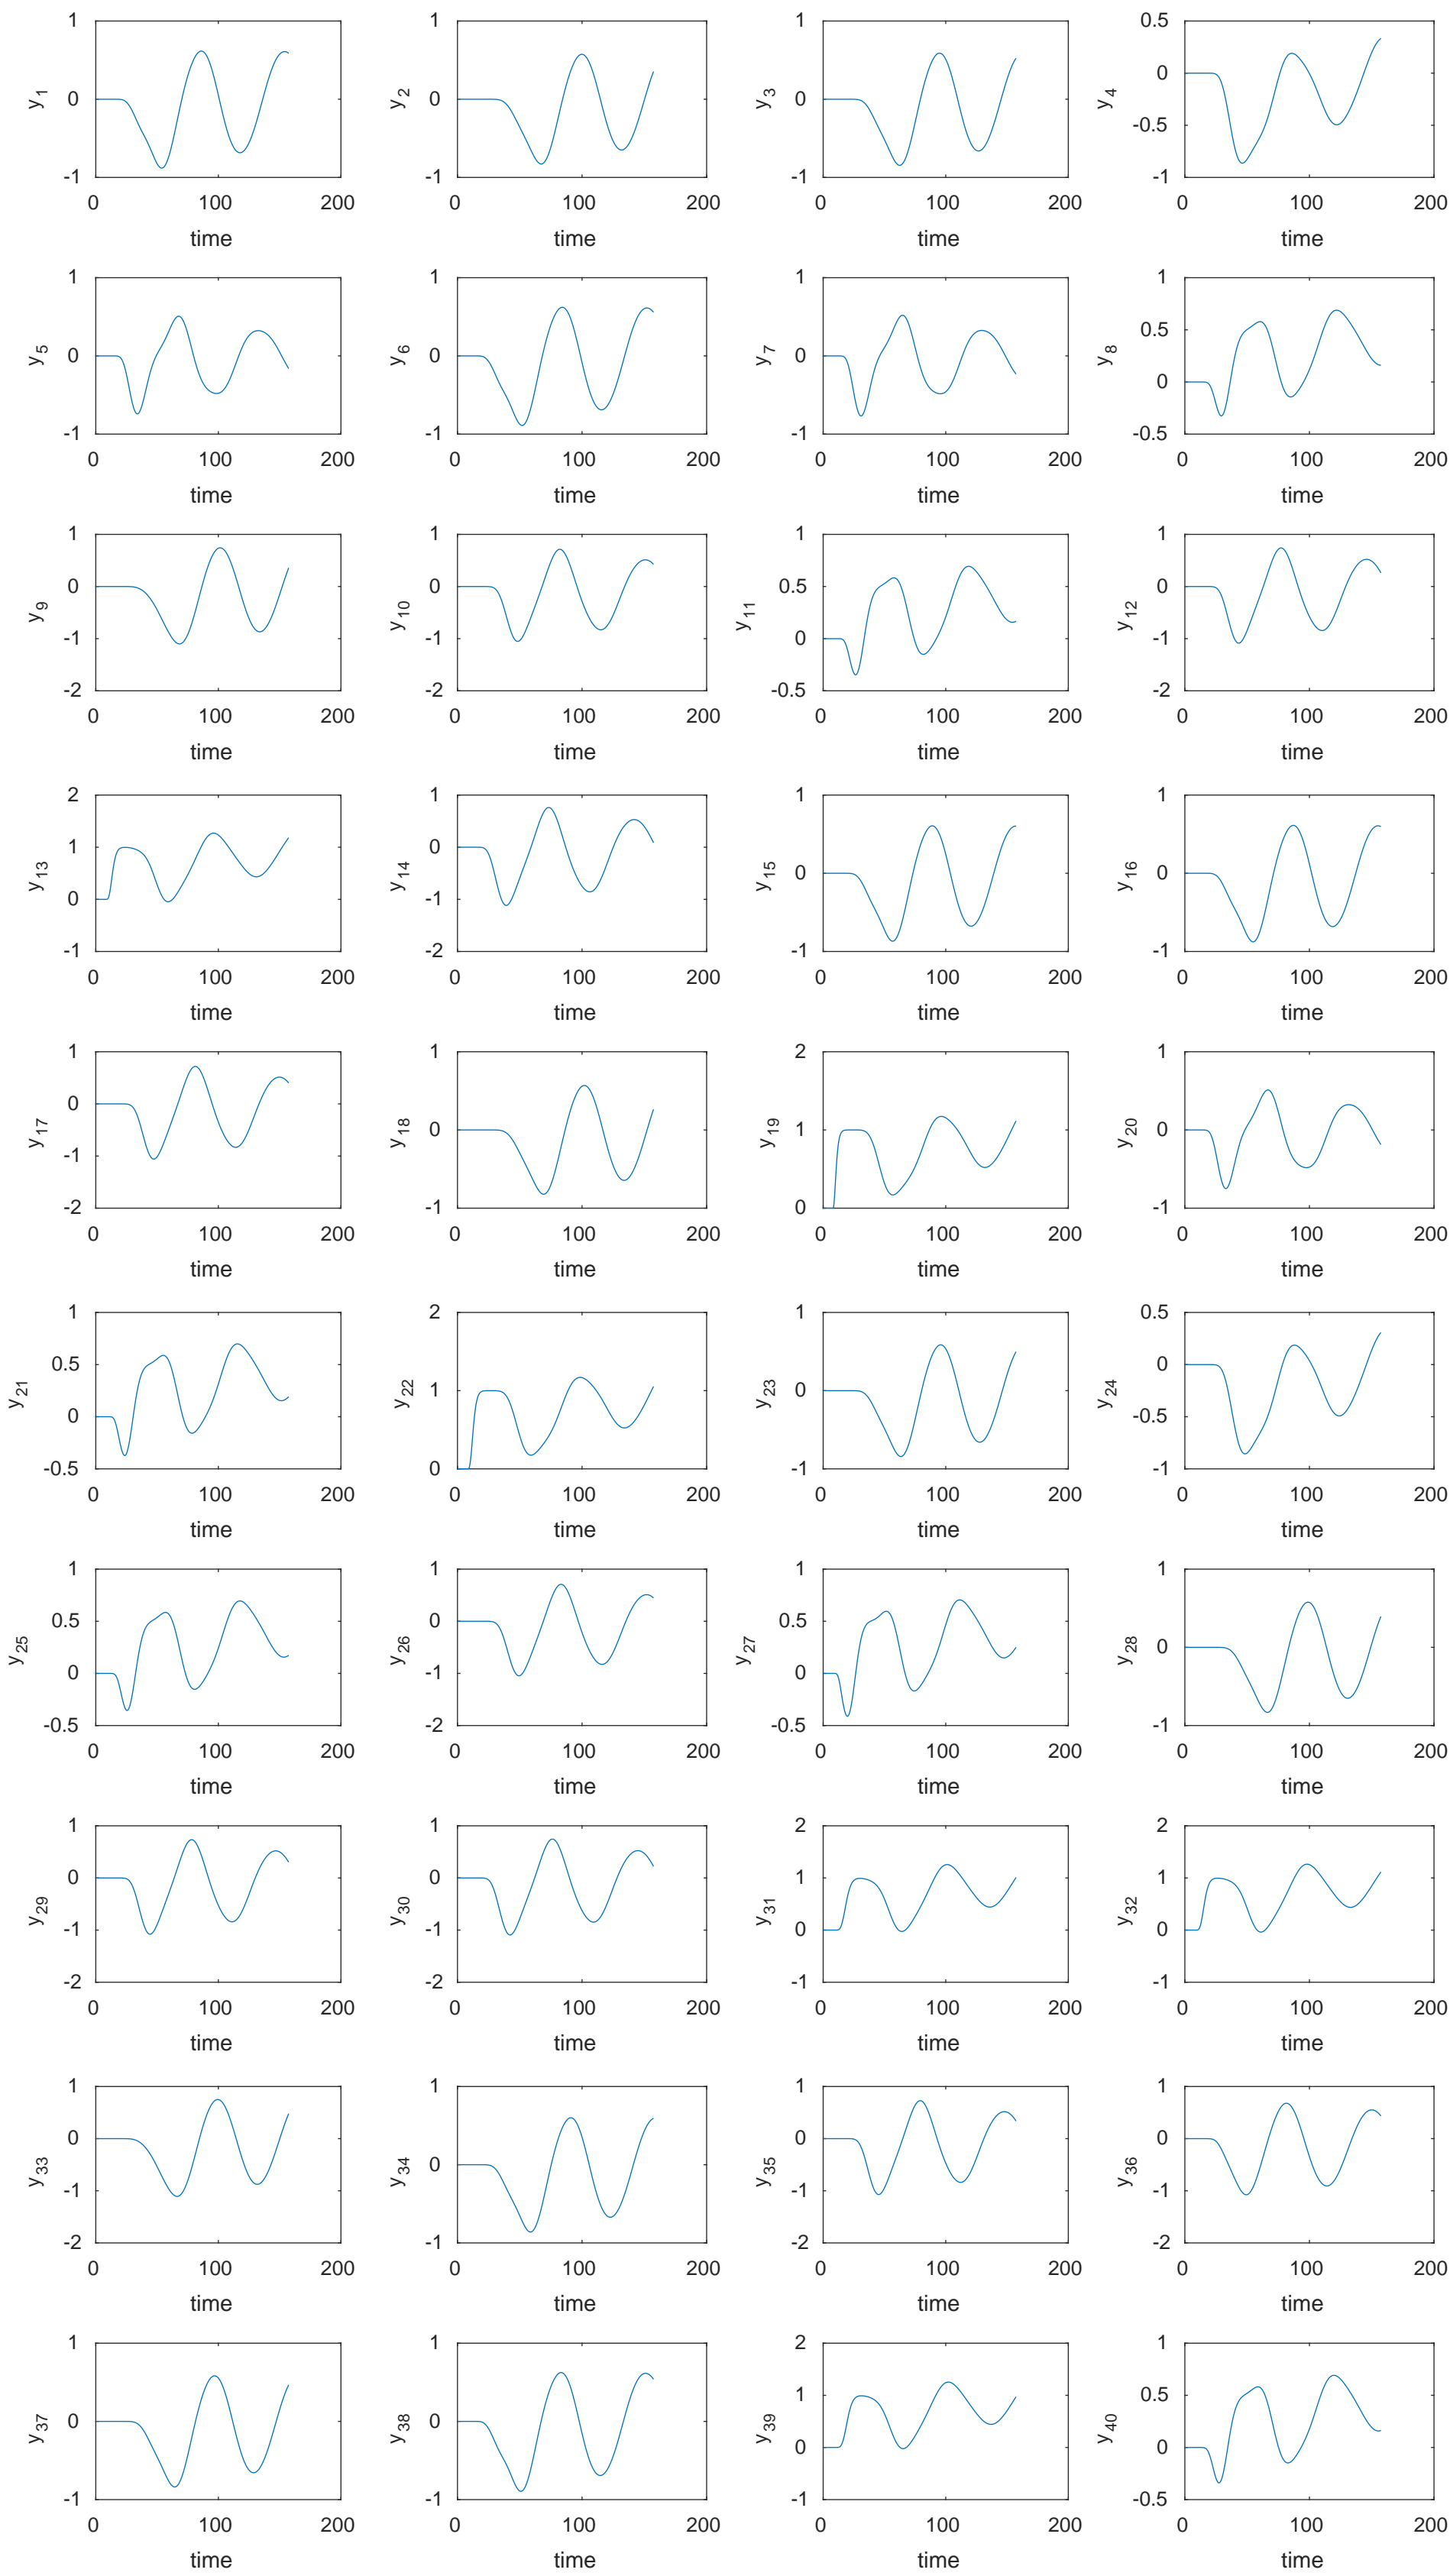 1 1 1 0.5
y1 0 y2 0 y3 0 y4 0
-0.5
-1 -1 -1 -1
0 100 200 0 100 200 0 100 200 0 100 200
time time time time
1 1 1 1
y5 0 y6 0 y7 0 y8 0.5
0
-1 -1 -1 -0.5
0 100 200 0 100 200 0 100 200 0 100 200
time time time time
1 1 1 1
y9 0 y10 0 y11 0.5 y12 0
-1 -1 0 -1
-2 -2 -0.5 -2
0 100 200 0 100 200 0 100 200 0 100 200
time time time time
2 1 1 1
y13 1 y14 0 y15 0 y16 0
0 -1
-1 -2 -1 -1
0 100 200 0 100 200 0 100 200 0 100 200
time time time time
1 1 2 1
y17 0 y18 0 y19 1 y20 0
-1
-2 -1 0 -1
0 100 200 0 100 200 0 100 200 0 100 200
time time time time
1 2 1 0.5
y21 0.5 y22 1 y23 0 y24 0
0 -0.5
-0.5 0 -1 -1
0 100 200 0 100 200 0 100 200 0 100 200
time time time time
1 1 1 1
y25 0.5 y26 0 y27 0.5 y28 0
0 -1 0
-0.5 -2 -0.5 -1
0 100 200 0 100 200 0 100 200 0 100 200
time time time time
1 1 2 2
y29 0 y30 0 y31 1 y32 1
-1 -1 0 0
-2 -2 -1 -1
0 100 200 0 100 200 0 100 200 0 100 200
time time time time
1 1 1 1
y33 0 y34 0 y35 0 y36 0
-1 -1 -1
-2 -1 -2 -2
0 100 200 0 100 200 0 100 200 0 100 200
time time time time
1 1 2 1
y37 0 y38 0 y39 1 y40 0.5
0 0
-1 -1 -1 -0.5
0 100 200 0 100 200 0 100 200 0 100 200
time time time time